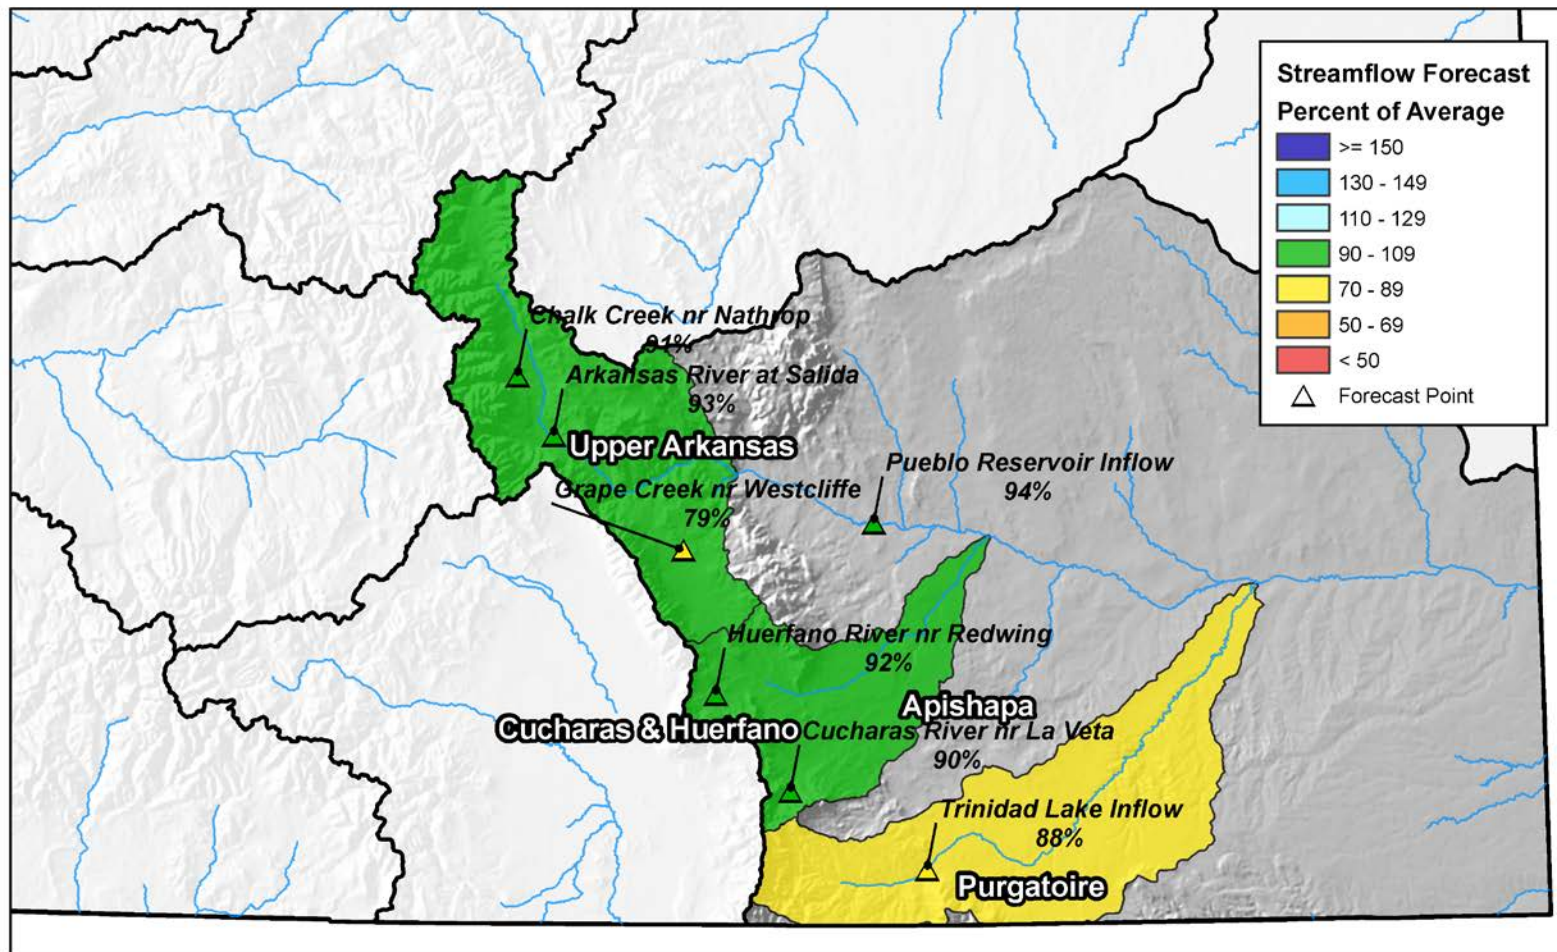 Streamflow Forecast
Percent of Average
>= 150
130 - 149
110 - 129
90 - 109
70 - 89
50 - 69
< 50
Forecast Point
Chalk Creek nr Nathrop
91%
Arkansas River at Salida
93%
Upper Arkansas
Pueblo Reservoir Inflow
94%
Grape Creek nr Westcliffe
79%
Huerfano River nr Redwing
92%
Apishapa
Cucharas & Huerfano
Cucharas River nr La Veta
90%
Trinidad Lake Inflow
88%
Purgatoire